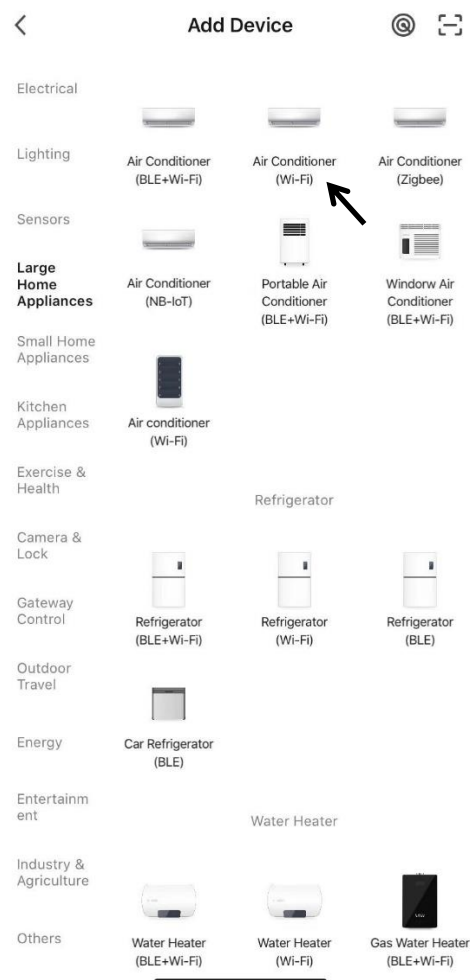 Add Device
Electrical
Lighting
Sensors
Large
Home
Appliances
Small Home
Appliances
Kitchen
Appliances
Exercise &
Health
Camera &
Lock
Gateway
Control
Outdoor
Travel
Energy
Entertainm
ent
Industry &
Agriculture
Others
Air Conditioner
(BLE+Wi-Fi)
Air Conditioner
(Wi-Fi)
Air Conditioner
(Zigbee)
Air Conditioner
(NB-IoT)
Portable Air
Conditioner
(BLE+Wi-Fi)
Windorw Air
Conditioner
(BLE+Wi-Fi)
Air conditioner
(Wi-Fi)
Refrigerator
Refrigerator
(BLE+Wi-Fi)
Refrigerator
(Wi-Fi)
Refrigerator
(BLE)
Car Refrigerator
(BLE)
Water Heater
Water Heater
(BLE+Wi-Fi)
Water Heater
(Wi-Fi)
Gas Water Heater
(BLE+Wi-Fi)